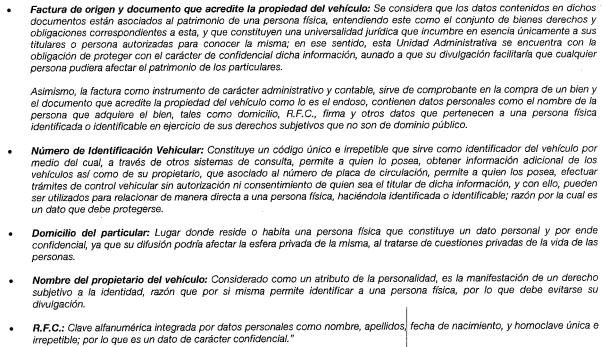 • Factura de origen y documento que acredite la propiedad del vehículo: Se considera que los datos contenidos en dichos
documentos están asociados al patrimonio de una persona física, entendiendo este como el conjunto de bienes derechos y
obligaciones correspondientes a esta, y que constituyen una universalidad jurídica que incumbe en esencia únicamente a sus
titulares o persona autorizadas para conocer la misma; en ese sentido, esta Unidad Administrativa se encuentra con la
obligación de proteger con el carácter de confidencial dicha información, aunado a que su divulgación facilitaría que cualquier
persona pudiera afectar el patrimonio de los particulares.
Asimismo, la factura como instrumento de carácter administrativo y contable, sirve de comprobante en la compra de un bien y
el documento que acredite la propiedad del vehículo como lo es el endoso, contienen datos personales como el nombre de la
persona que adquiere el bien, tales como domicilio, R.F.C., firma y otros datos que pertenecen a una persona física
identificada o identificable en ejercicio de sus derechos subjetivos que no son de dominio público.
• Número de Identificación Vehicular: Constituye un código único e irrepetible que sirve como identificador del vehículo por
medio del cual, a través de otros sistemas de consulta, permite a quien lo posea, obtener información adicional de los
vehículos así como de su propietario, que asociado al número de placa de circulación, permite a quien los posea, efectuar
trámites de control vehicular sin autorización ni consentimiento de quien sea el titular de dicha información, y con ello, pueden
ser utilizados para relacionar de manera directa a una persona física, haciéndola identificada o identificable; razón por la cual es
un dato que debe protegerse.
• Domicilio del particular: Lugar donde reside o habita una persona física que constituye un dato personal y por ende
confidencial, ya que su difusión podría afectar la esfera privada de la misma, al tratarse de cuestiones privadas de la vida de las
personas.
• Nombre del propietario del vehículo: Considerado como un atributo de la personalidad, es la manifestación de un derecho
subjetivo a la identidad, razón que por si misma permite identificar a una persona física, por lo que debe evitarse su
divulgación.
• R.F.C.: Clave alfanumérica integrada por datos personales como nombre, apellidos, fecha de nacimiento, y homoclave única e
irrepetible; por lo que es un dato de carácter confidencial."